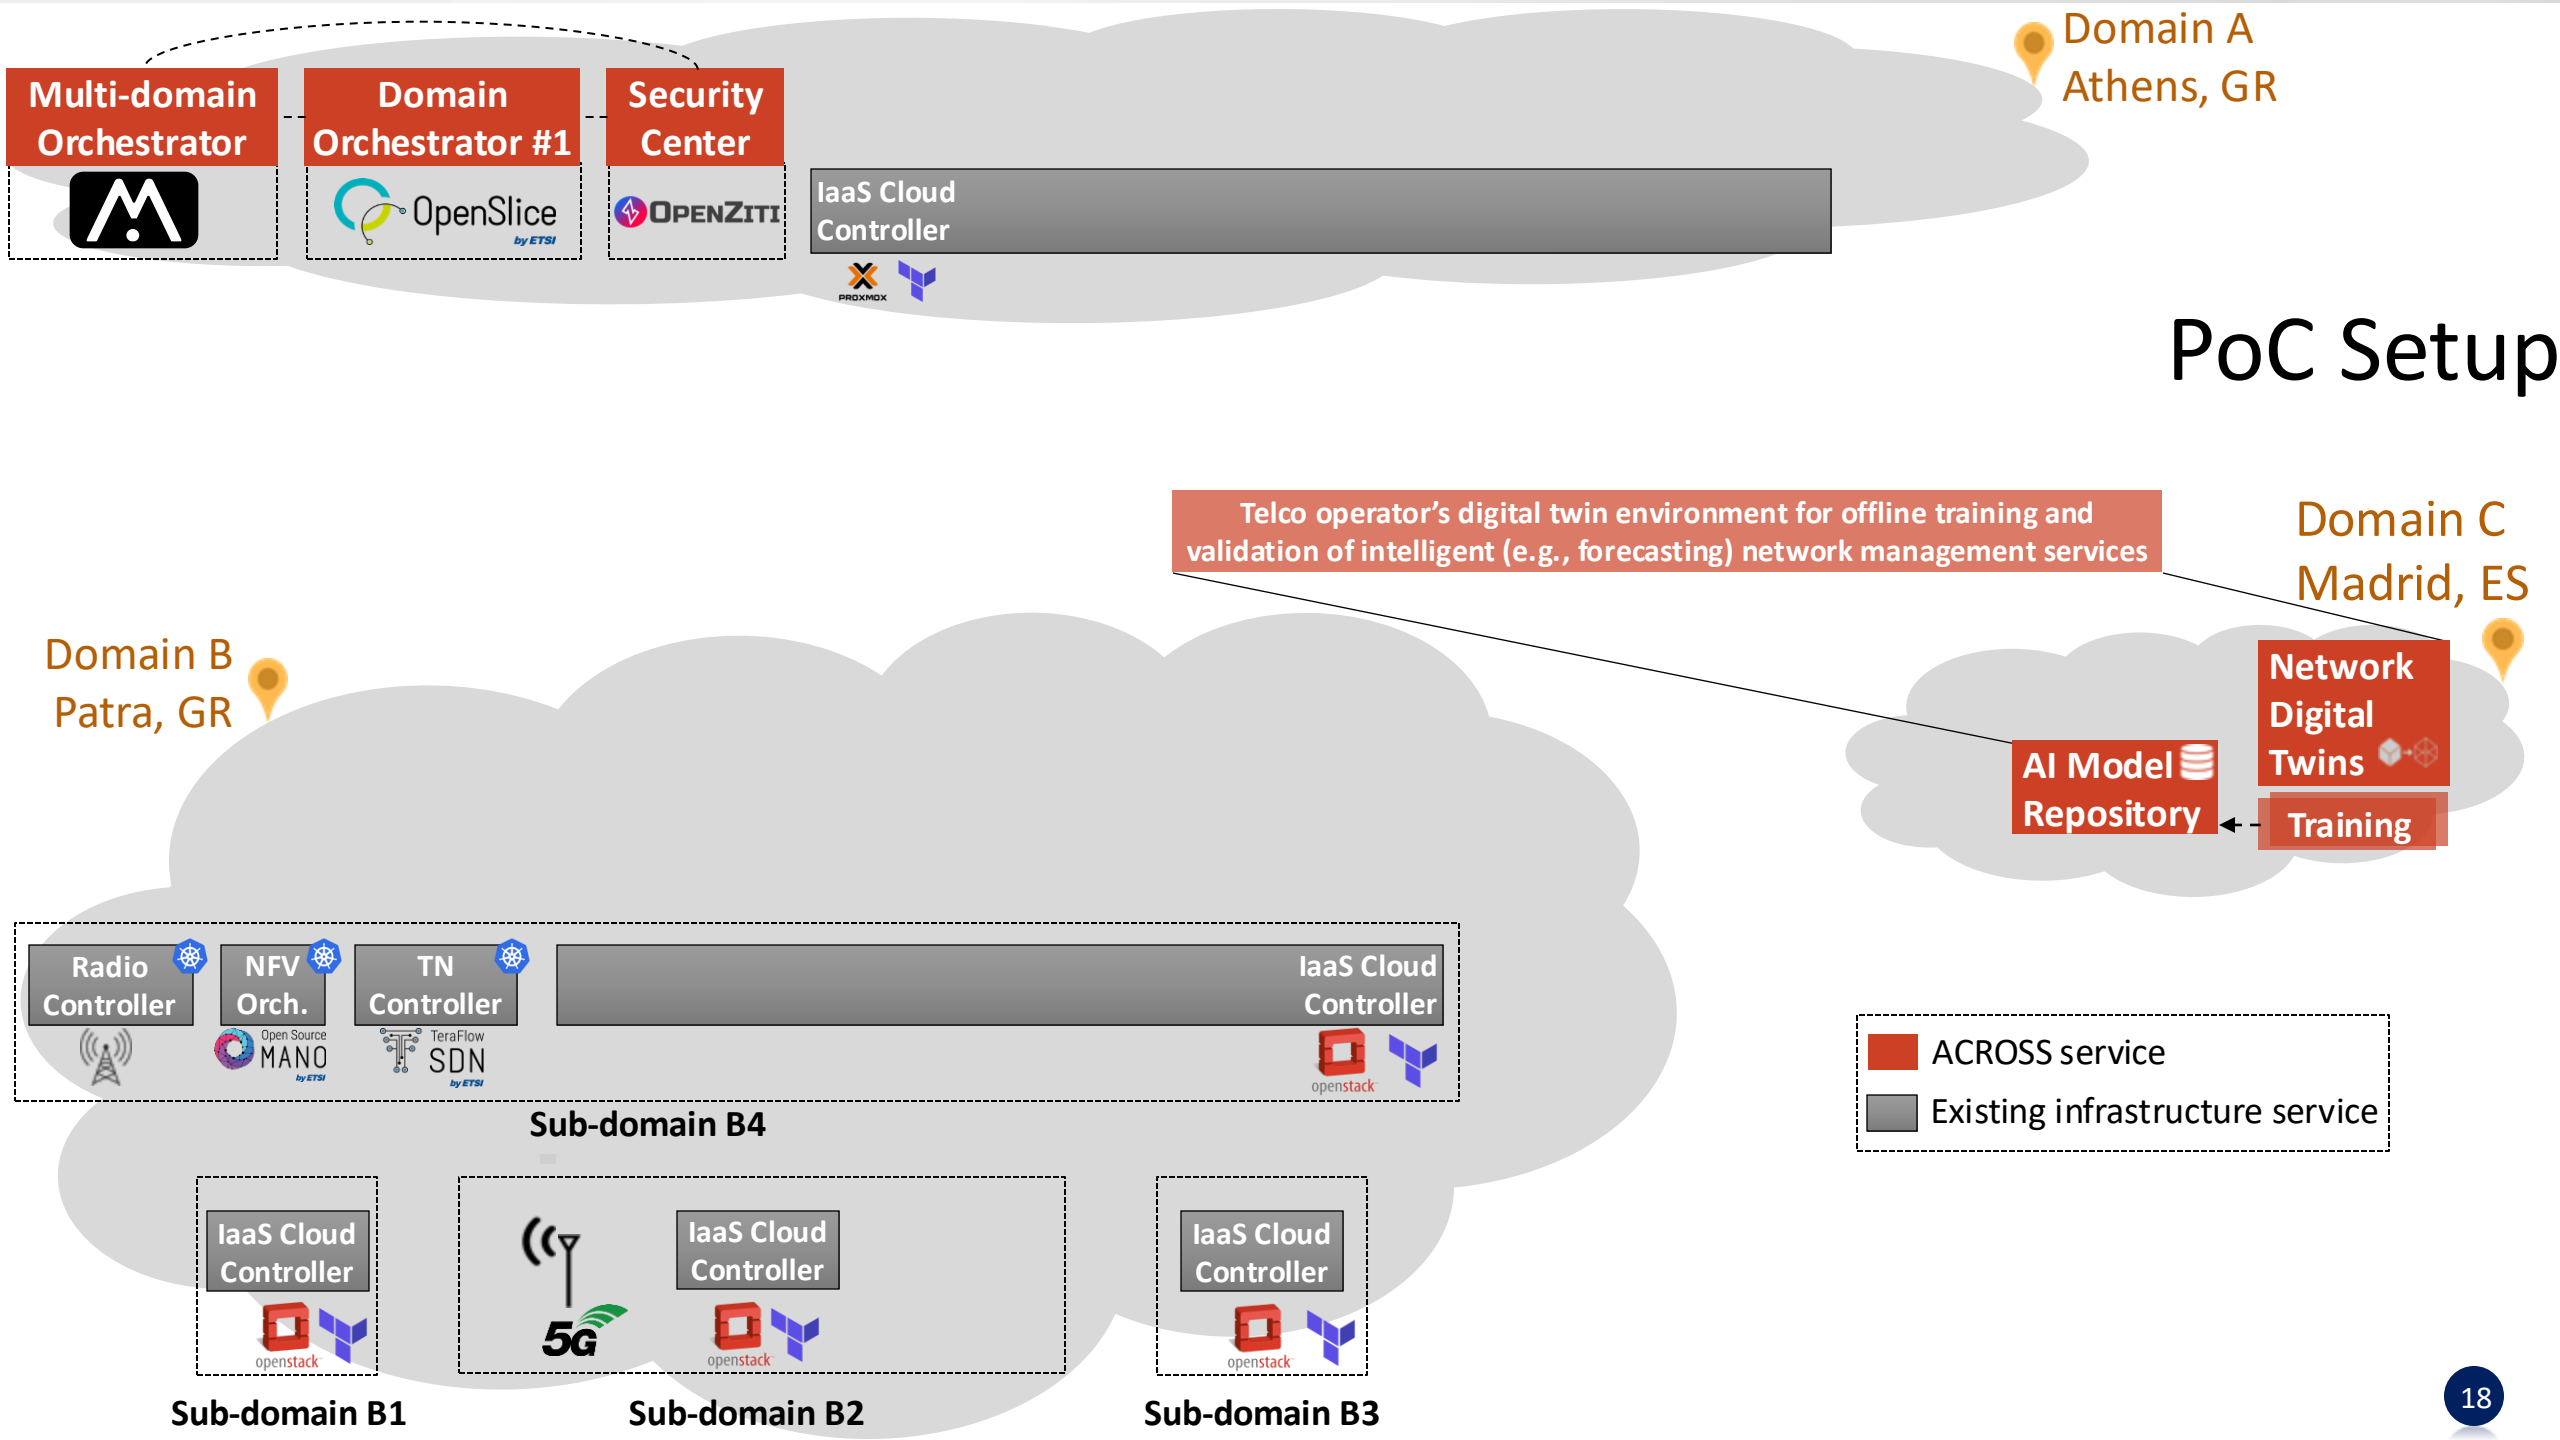 Domain A
Athens, GR
Multi-domain
Orchestrator
Domain
Orchestrator #1
OpenSlice
by ETSI
Security
Center
OPENZITI
IaaS Cloud
Controller
PROXMOX
PoC Setup
Telco operator’s digital twin environment for offline training and
validation of intelligent (e.g., forecasting) network management services
Domain C
Madrid, ES
Network
Digital
Twins
AI Model
Repository
Training
Domain B
Patra, GR
Radio
Controller
NFV
Orch.
Open Source
MANO
by ETSI
TN
Controller
TeraFlow
SDN
by ETSI
IaaS Cloud
Controller
openstack
Sub-domain B4
ACROSS service
Existing infrastructure service
IaaS Cloud
Controller
openstack
Sub-domain B1
5G
IaaS Cloud
Controller
openstack
Sub-domain B2
IaaS Cloud
Controller
openstack
Sub-domain B3
18